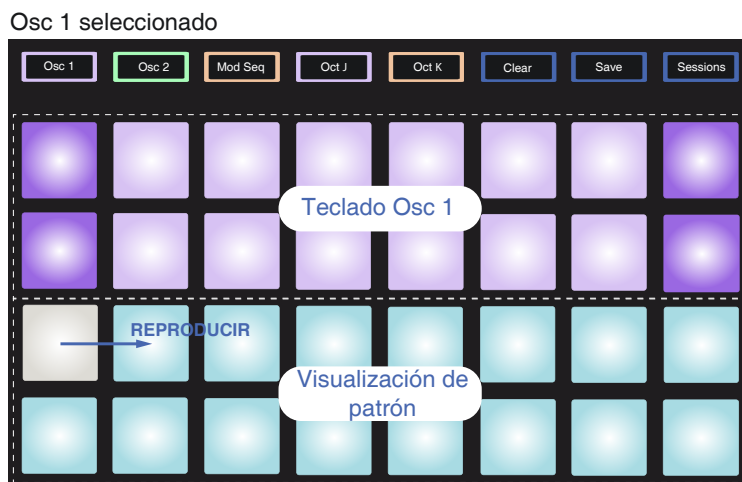 Osc 1 seleccionado
Osc 1 Osc 2 Mod Seq Oct J Oct K Clear Save Sessions
Teclado Osc 1
REPRODUCIR
Visualización de
patrón